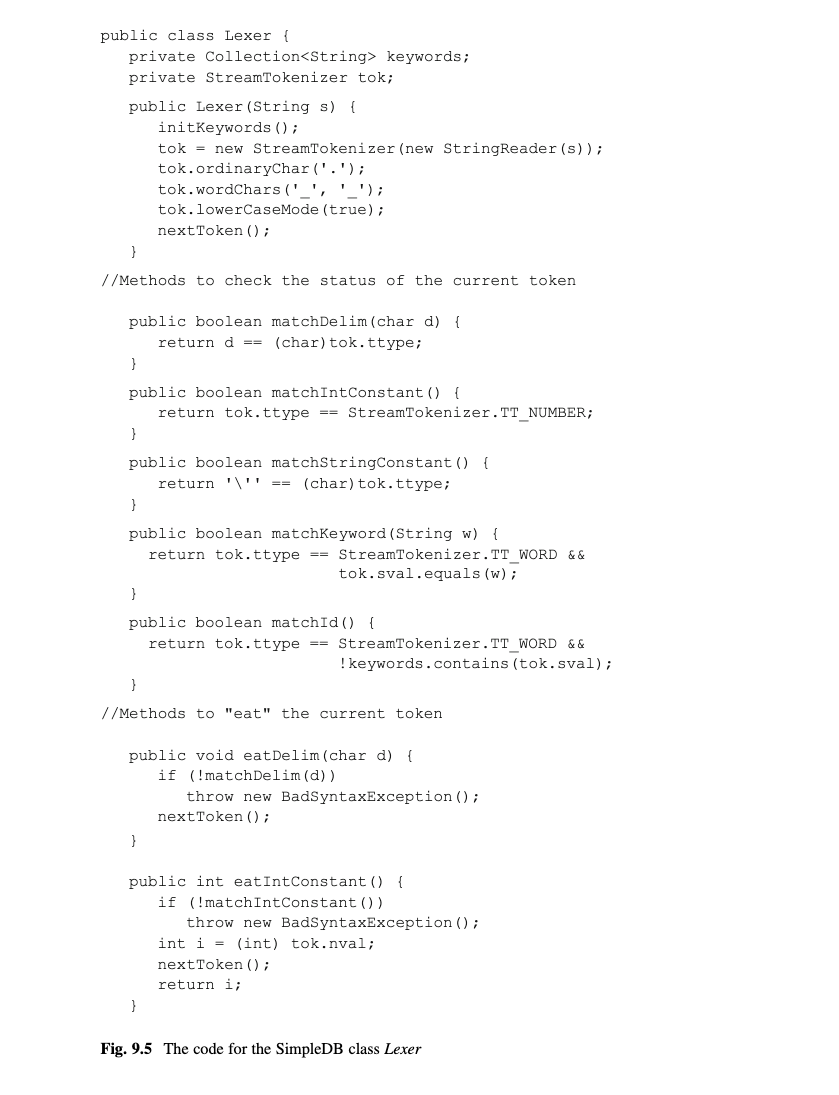 public class Lexer {
private Collection<String> keywords;
private StreamTokenizer tok;
public Lexer(String s) {
initKeywords();
tok = new StreamTokenizer(new StringReader(s));
tok.ordinaryChar('.');
tok.wordChars('_', '_');
tok.lowerCaseMode(true);
nextToken();
}
//Methods to check the status of the current token
public boolean matchDelim(char d) {
return d == (char)tok.ttype;
}
public boolean matchIntConstant() {
return tok.ttype == StreamTokenizer.TT_NUMBER;
}
public boolean matchStringConstant() {
return '\'' == (char)tok.ttype;
}
public boolean matchKeyword(String w) {
return tok.ttype == StreamTokenizer.TT_WORD &&
tok.sval.equals(w);
}
public boolean matchId() {
return tok.ttype == StreamTokenizer.TT_WORD &&
!keywords.contains(tok.sval);
}
//Methods to "eat" the current token
public void eatDelim(char d) {
if (!matchDelim(d))
throw new BadSyntaxException();
nextToken();
}
public int eatIntConstant() {
if (!matchIntConstant())
throw new BadSyntaxException();
int i = (int) tok.nval;
nextToken();
return i;
}
Fig. 9.5 The code for the SimpleDB class Lexer